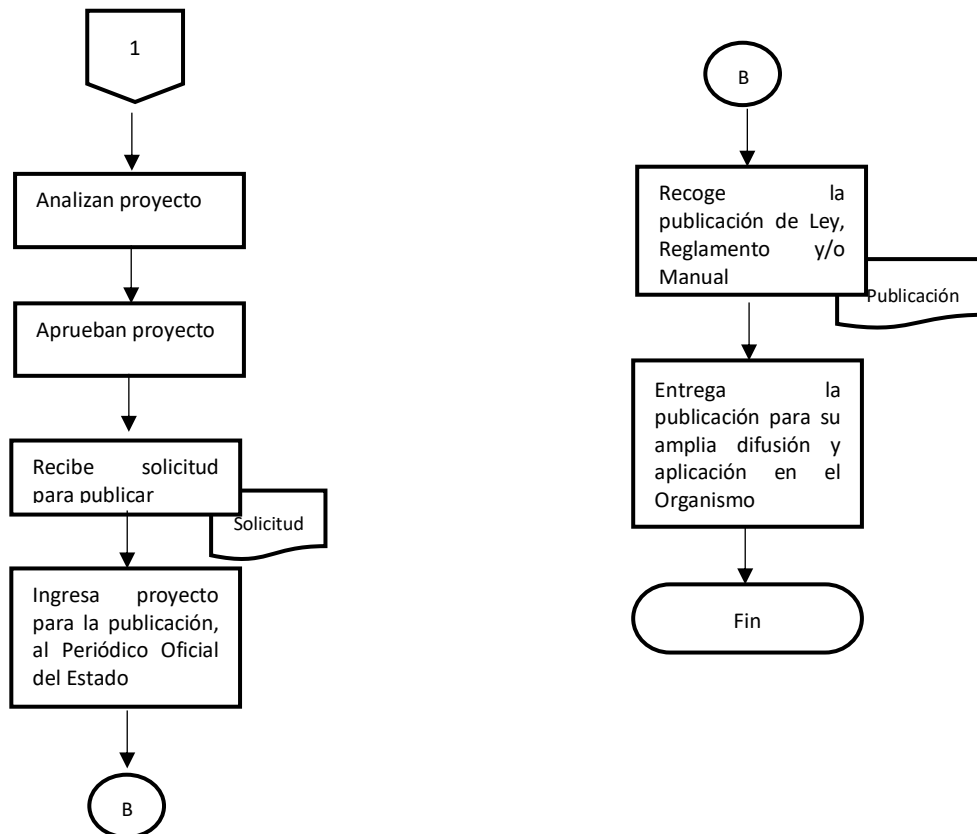 1
Analizan proyecto
Aprueban proyecto
Recibe solicitud
para publicar
Solicitud
Ingresa proyecto
para la publicación,
al Periódico Oficial
del Estado
B
B
Recoge la
publicación de Ley,
Reglamento y/o
Manual
Publicación
Entrega la
publicación para su
amplia difusión y
aplicación en el
Organismo
Fin